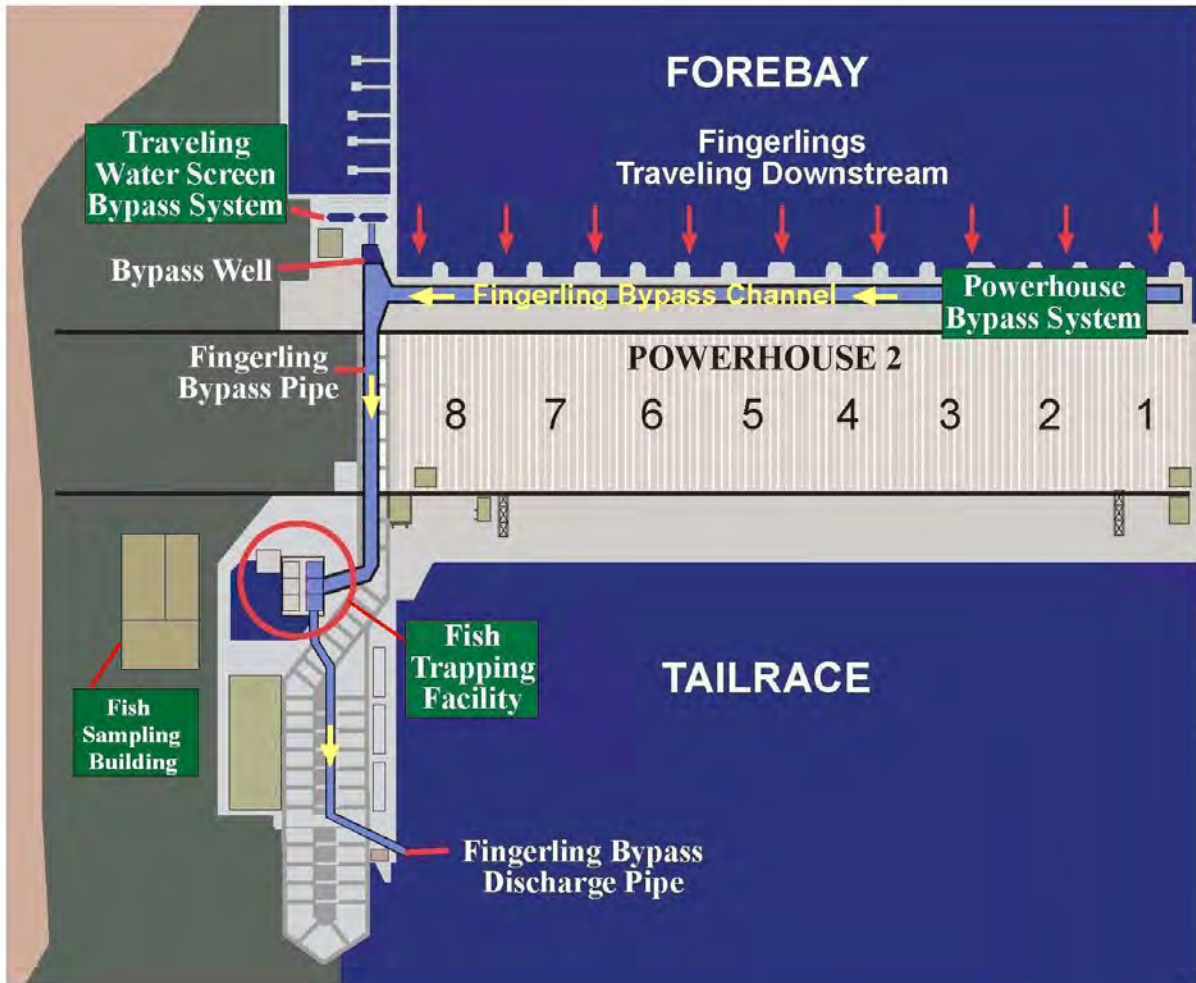 FOREBAY
Fingerlings
Traveling Downstream
Traveling
Water Screen
Bypass System
Bypass Well
Fingerling Bypass Channel
Powerhouse
Bypass System
Fingerling
Bypass Pipe
POWERHOUSE 2
8 7 6 5 4 3 2 1
Fish
Trapping
Facility
TAILRACE
Fish
Sampling
Building
Fingerling Bypass
Discharge Pipe